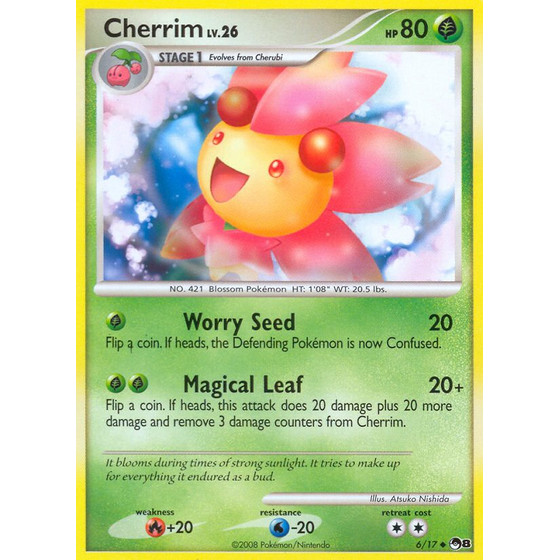 Cherrim LV.26
HP 80
STAGE 1 Evolves from Cherubi
NO. 421 Blossom Pokémon HT: 1'08" WT: 20.5 lbs.
Worry Seed 20
Flip a coin. If heads, the Defending Pokémon is now Confused.
Magical Leaf 20+
Flip a coin. If heads, this attack does 20 damage plus 20 more
damage and remove 3 damage counters from Cherrim.
It blooms during times of strong sunlight. It tries to make up
for everything it endured as a bud.
Illus. Atsuko Nishida
weakness resistance retreat cost
+20 -20
©2008 Pokémon/Nintendo 6/17 8